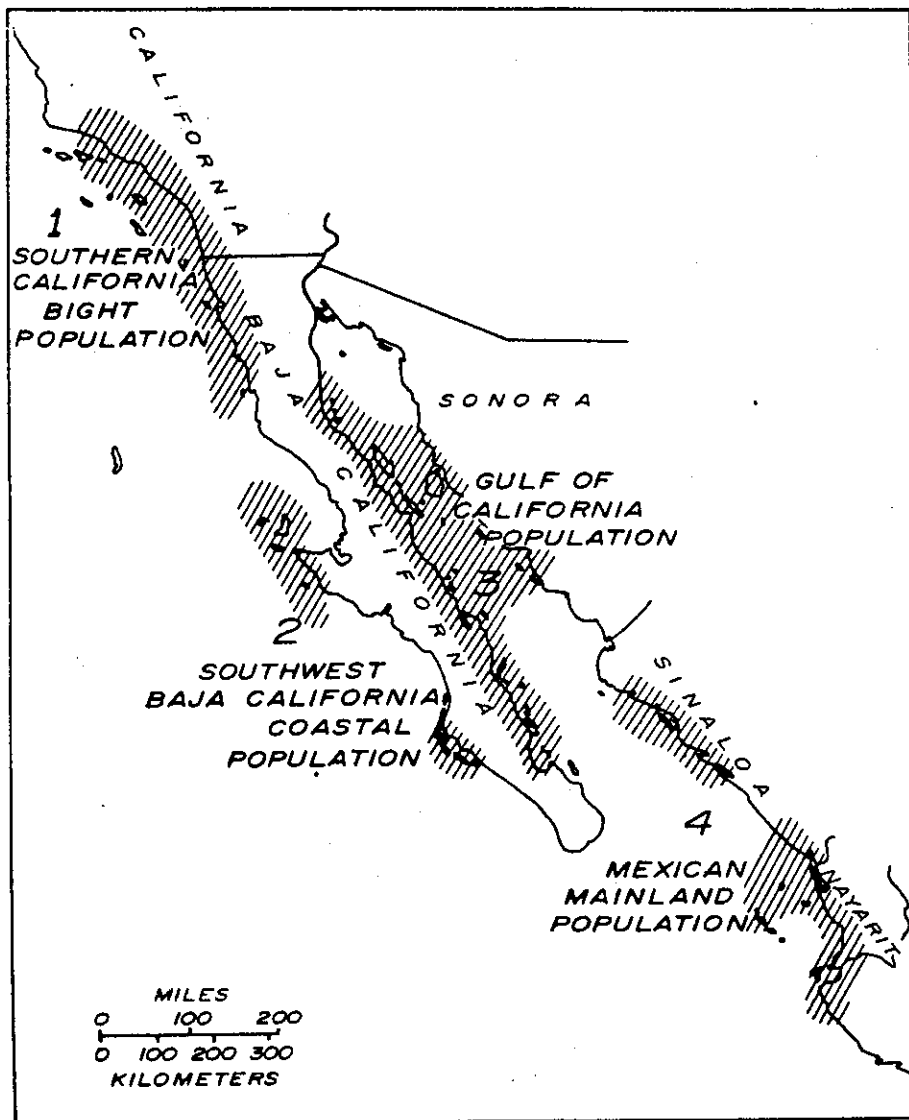 CALIFORNIA
1
SOUTHERN
CALIFORNIA
BIGHT
POPULATION
BAJA CALIFORNIA
SONORA
GULF OF
CALIFORNIA
POPULATION
3
2
SOUTHWEST
BAJA CALIFORNIA
COASTAL
POPULATION
SINALOA
4
MEXICAN
MAINLAND
POPULATION
NAYARIT
MILES
0 100 200
0 100 200 300
KILOMETERS